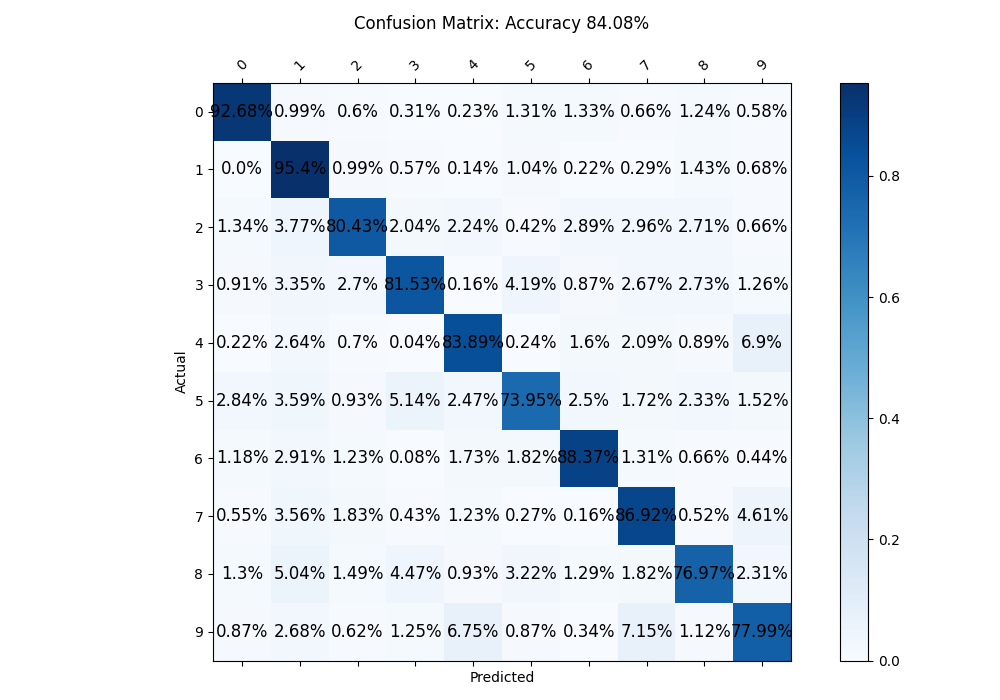 Confusion Matrix: Accuracy 84.08%
0 1 2 3 4 5 6 7 8 9
0 92.68% 0.99% 0.6% 0.31% 0.23% 1.31% 1.33% 0.66% 1.24% 0.58%
1 0.0% 95.4% 0.99% 0.57% 0.14% 1.04% 0.22% 0.29% 1.43% 0.68%
2 1.34% 3.77% 80.43% 2.04% 2.24% 0.42% 2.89% 2.96% 2.71% 0.66%
3 0.91% 3.35% 2.7% 81.53% 0.16% 4.19% 0.87% 2.67% 2.73% 1.26%
4 0.22% 2.64% 0.7% 0.04% 83.89% 0.24% 1.6% 2.09% 0.89% 6.9%
5 2.84% 3.59% 0.93% 5.14% 2.47% 73.95% 2.5% 1.72% 2.33% 1.52%
6 1.18% 2.91% 1.23% 0.08% 1.73% 1.82% 88.37% 1.31% 0.66% 0.44%
7 0.55% 3.56% 1.83% 0.43% 1.23% 0.27% 0.16% 86.92% 0.52% 4.61%
8 1.3% 5.04% 1.49% 4.47% 0.93% 3.22% 1.29% 1.82% 76.97% 2.31%
9 0.87% 2.68% 0.62% 1.25% 6.75% 0.87% 0.34% 7.15% 1.12% 77.99%
Actual
Predicted
0.8
0.6
0.4
0.2
0.0